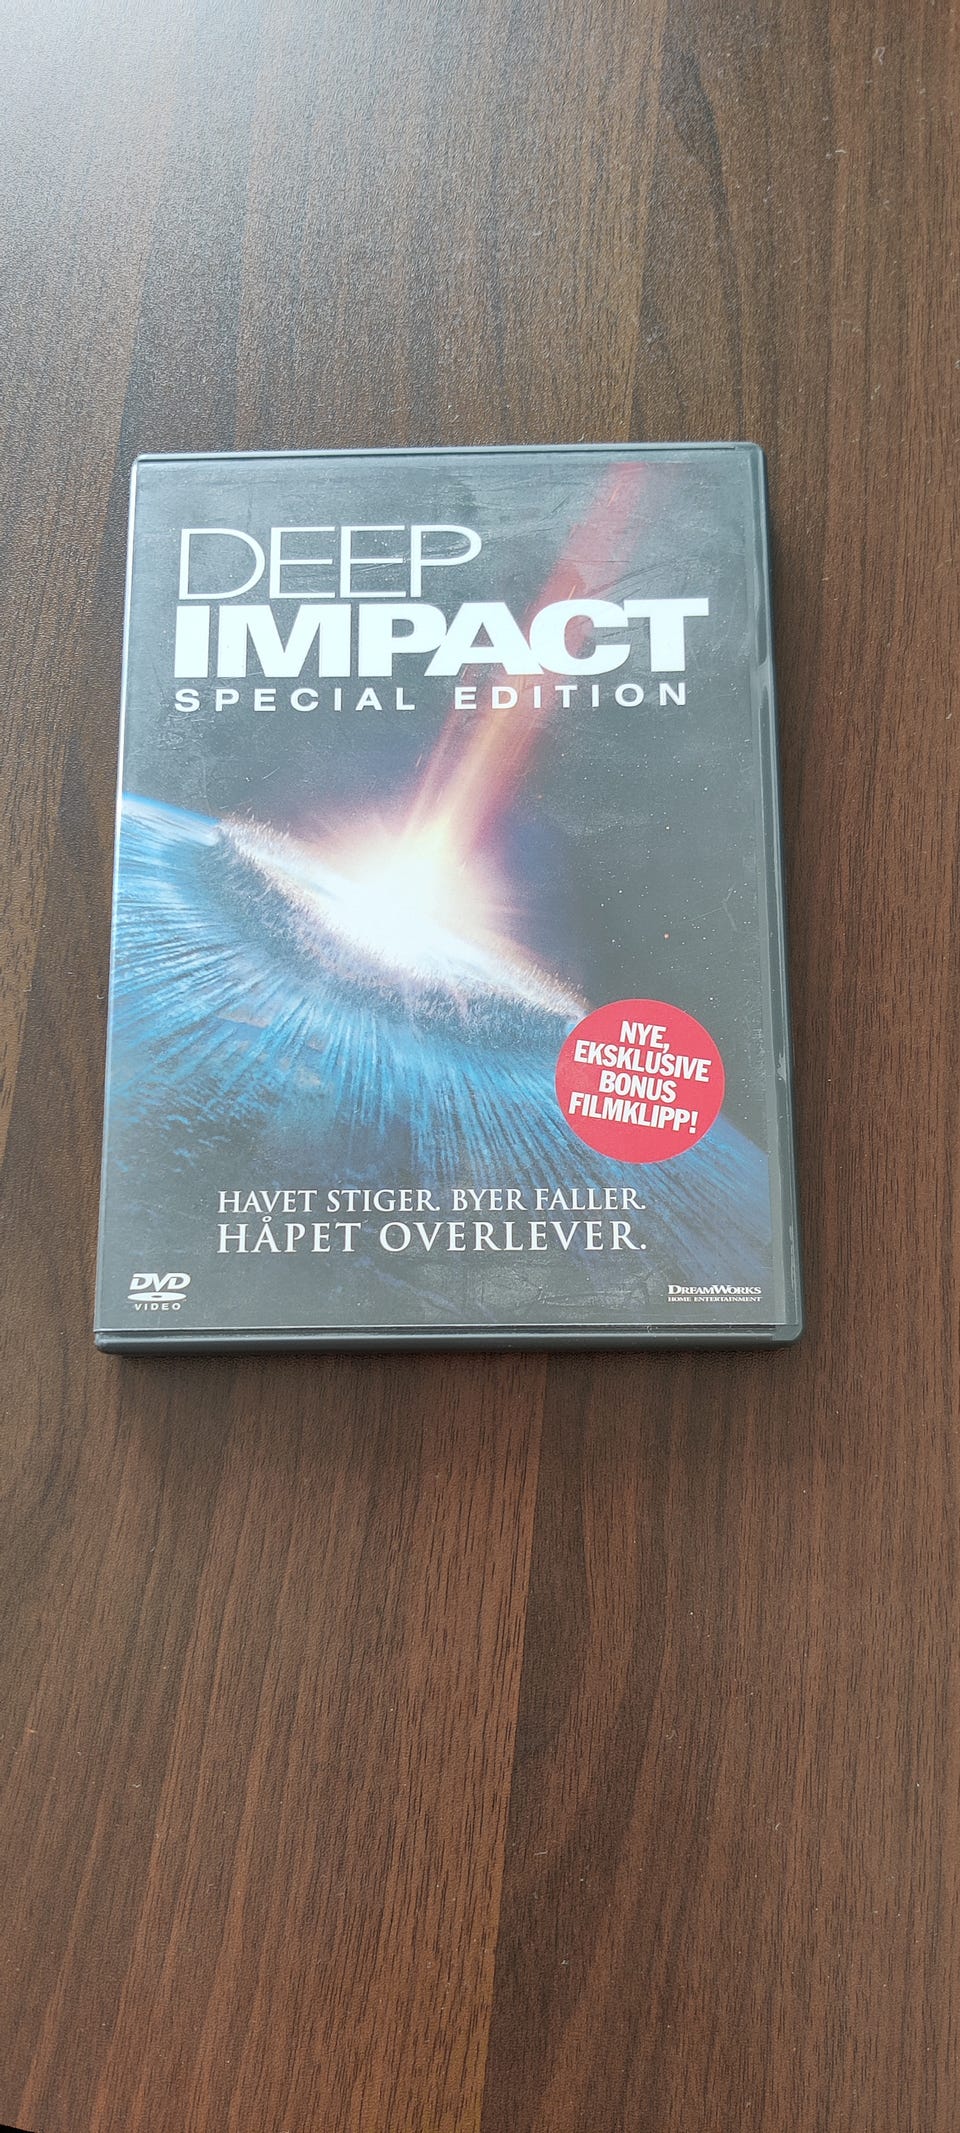 DEEP
IMPACT
SPECIAL EDITION
NYE,
EKSKLUSIVE
BONUS
FILMKLIPP!
HAVET STIGER. BYER FALLER.
HÅPET OVERLEVER.
DVD
VIDEO
DREAMWORKS
HOME ENTERTAINMENT